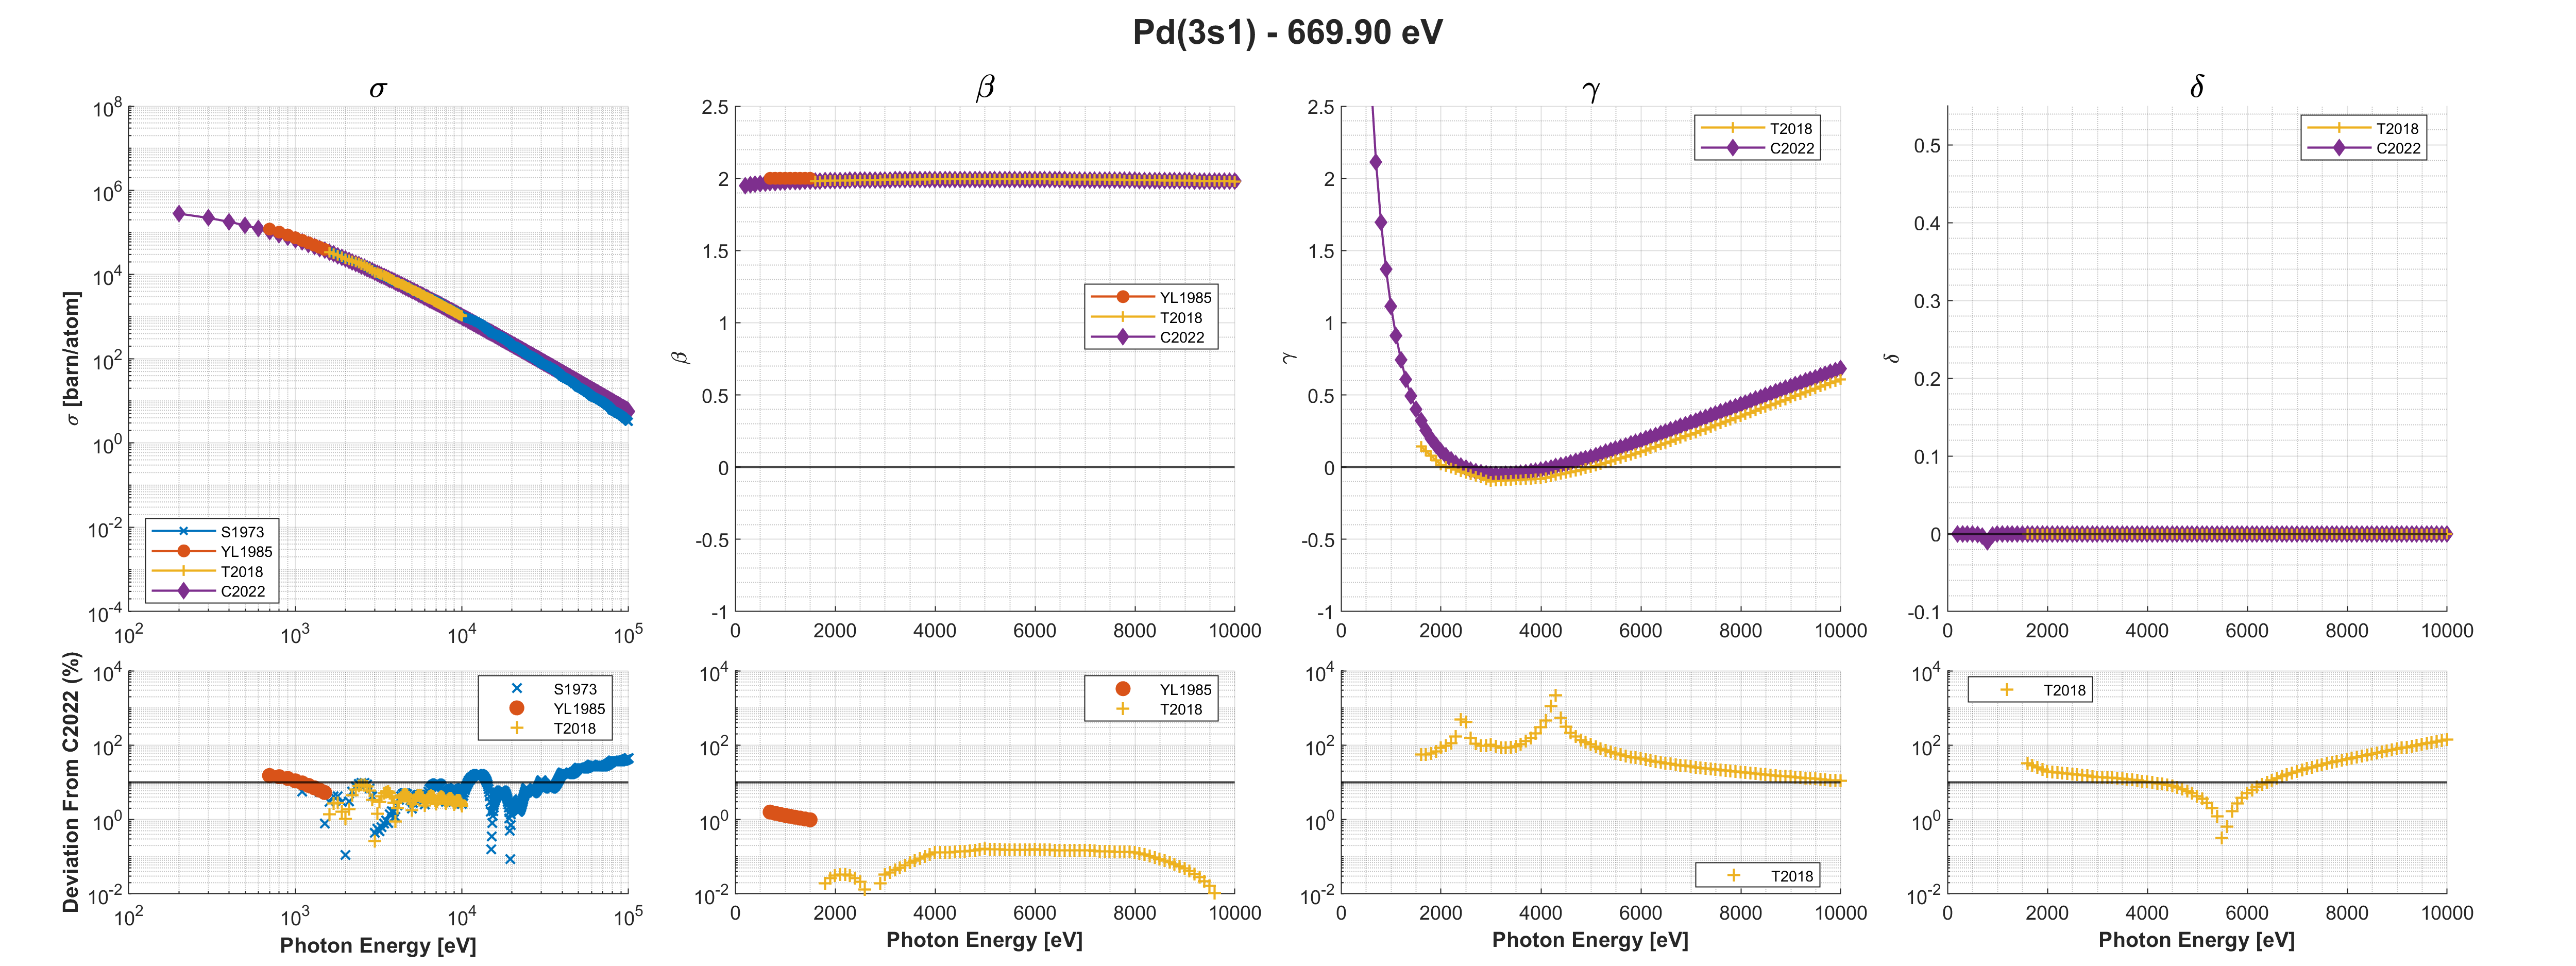 Pd(3s1) - 669.90 eV
σ
10^8
10^6
10^4
10^2
10^0
10^-2
10^-4
10^2
10^3
10^4
10^5
σ [barn/atom]
S1973
YL1985
T2018
C2022
β
2.5
2
1.5
1
0.5
0
-0.5
-1
0
2000
4000
6000
8000
10000
β
YL1985
T2018
C2022
γ
2.5
2
1.5
1
0.5
0
-0.5
-1
0
2000
4000
6000
8000
10000
γ
T2018
C2022
δ
0.5
0.4
0.3
0.2
0.1
0
-0.1
0
2000
4000
6000
8000
10000
δ
T2018
C2022
Deviation From C2022 (%)
10^4
10^2
10^0
10^-2
10^2
10^3
10^4
10^5
Photon Energy [eV]
S1973
YL1985
T2018
10^4
10^2
10^0
10^-2
0
2000
4000
6000
8000
10000
Photon Energy [eV]
YL1985
T2018
10^4
10^2
10^0
10^-2
0
2000
4000
6000
8000
10000
Photon Energy [eV]
T2018
10^4
10^2
10^0
10^-2
0
2000
4000
6000
8000
10000
Photon Energy [eV]
T2018